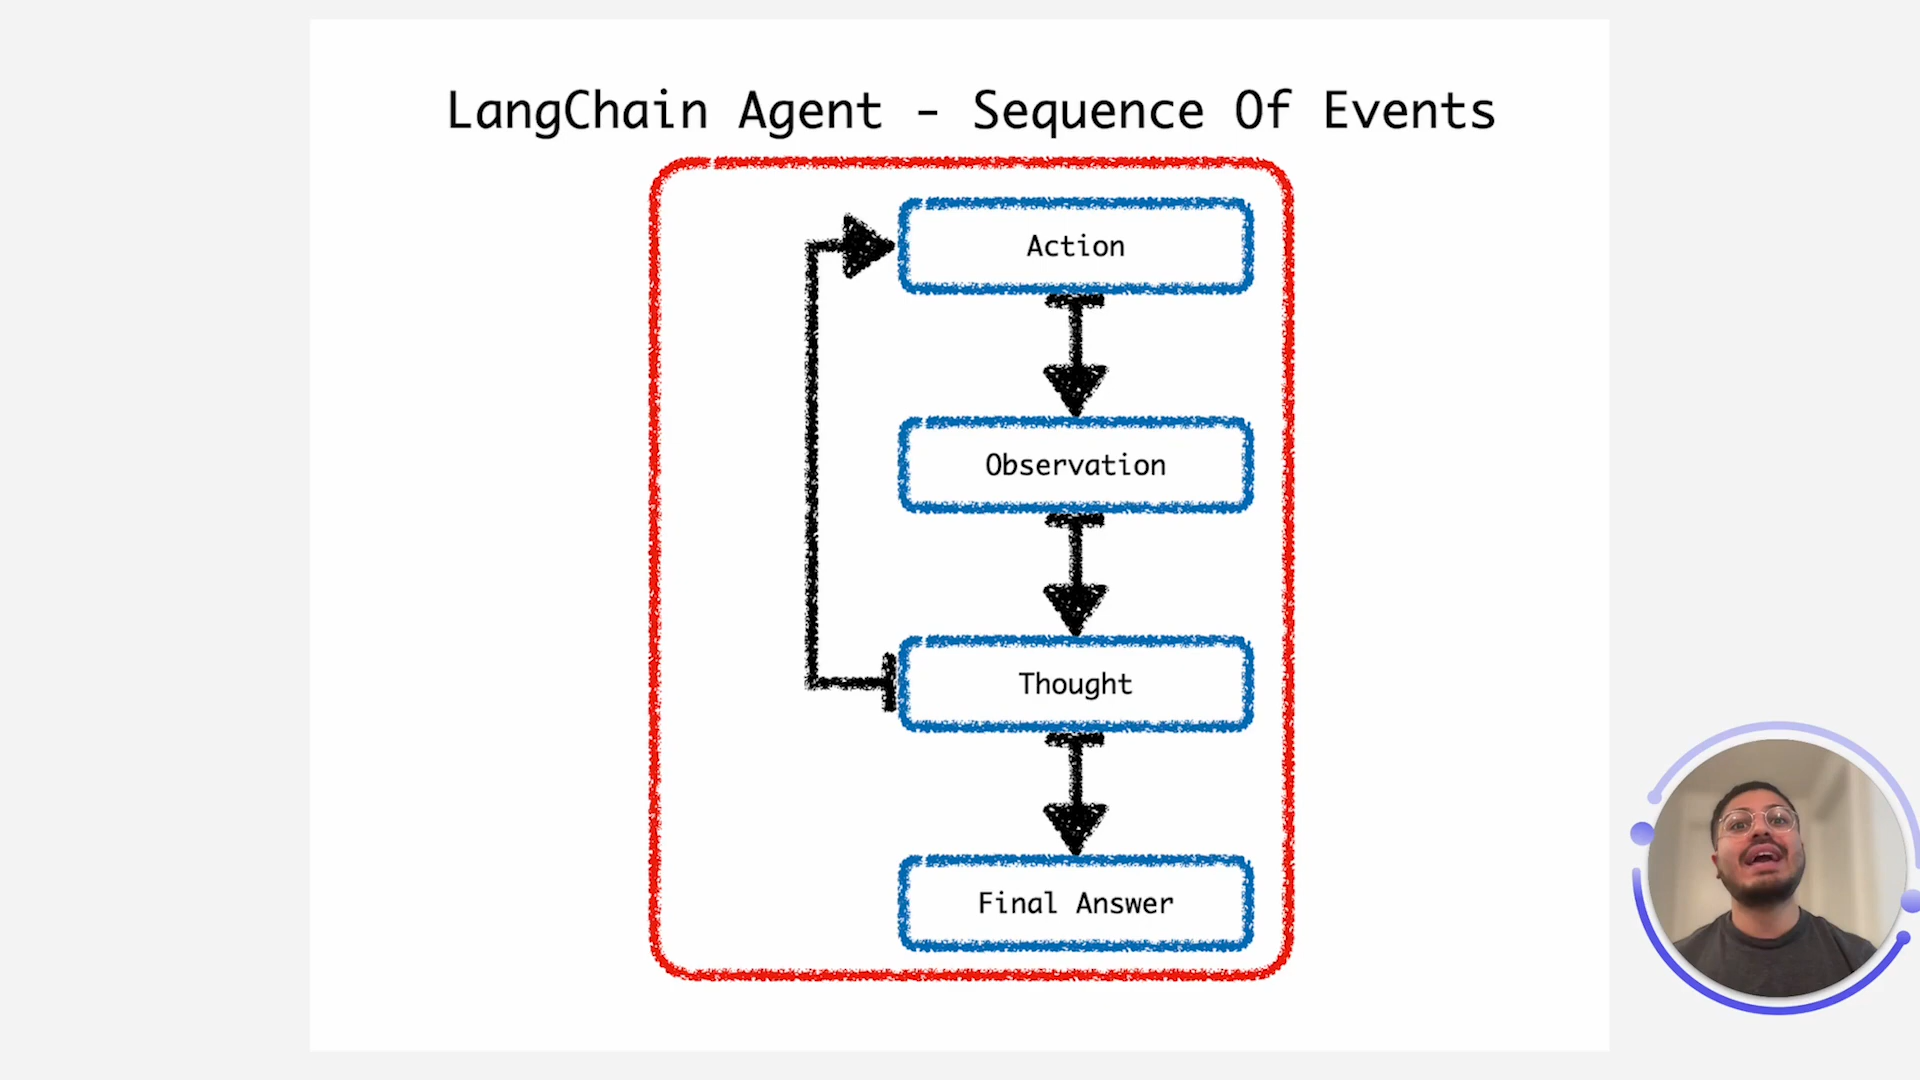 LangChain Agent - Sequence Of Events
Action
Observation
Thought
Final Answer